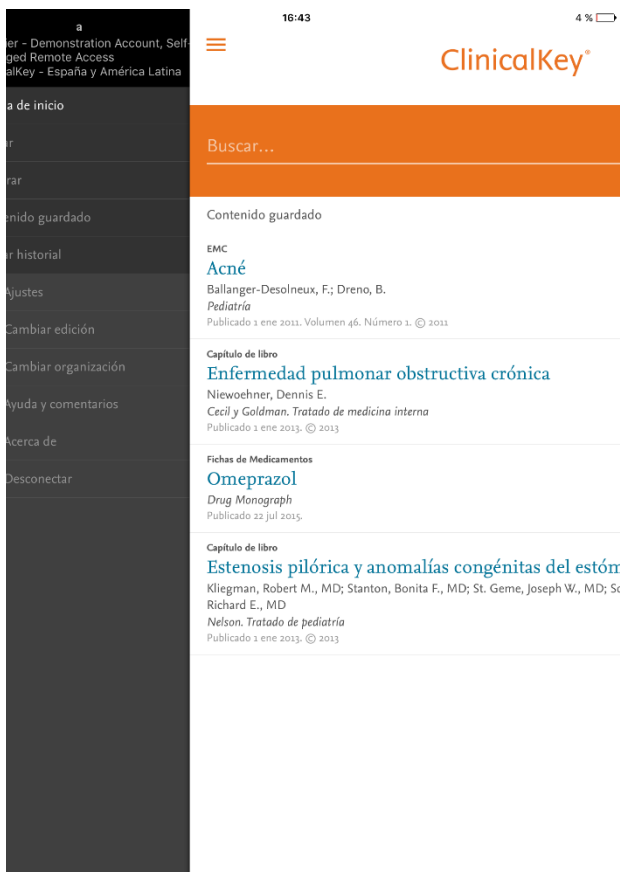 16:43
4 %
a
ier - Demonstration Account, Self-
ged Remote Access
calKey - España y América Latina
a de inicio
ar
rar
enido guardado
ar historial
Ajustes
Cambiar edición
Cambiar organización
Ayuda y comentarios
Acerca de
Desconectar
ClinicalKey®
Buscar...
Contenido guardado
EMC
Acné
Ballanger-Desolneux, F.; Dreno, B.
Pediatría
Publicado 1 ene 2011. Volumen 46. Número 1. © 2011
Capítulo de libro
Enfermedad pulmonar obstructiva crónica
Niewoehner, Dennis E.
Cecil y Goldman. Tratado de medicina interna
Publicado 1 ene 2013. © 2013
Fichas de Medicamentos
Omeprazol
Drug Monograph
Publicado 22 jul 2015.
Capítulo de libro
Estenosis pilórica y anomalías congénitas del estóm
Kliegman, Robert M., MD; Stanton, Bonita F., MD; St. Geme, Joseph W., MD; Sc
Richard E., MD
Nelson. Tratado de pediatría
Publicado 1 ene 2013. © 2013